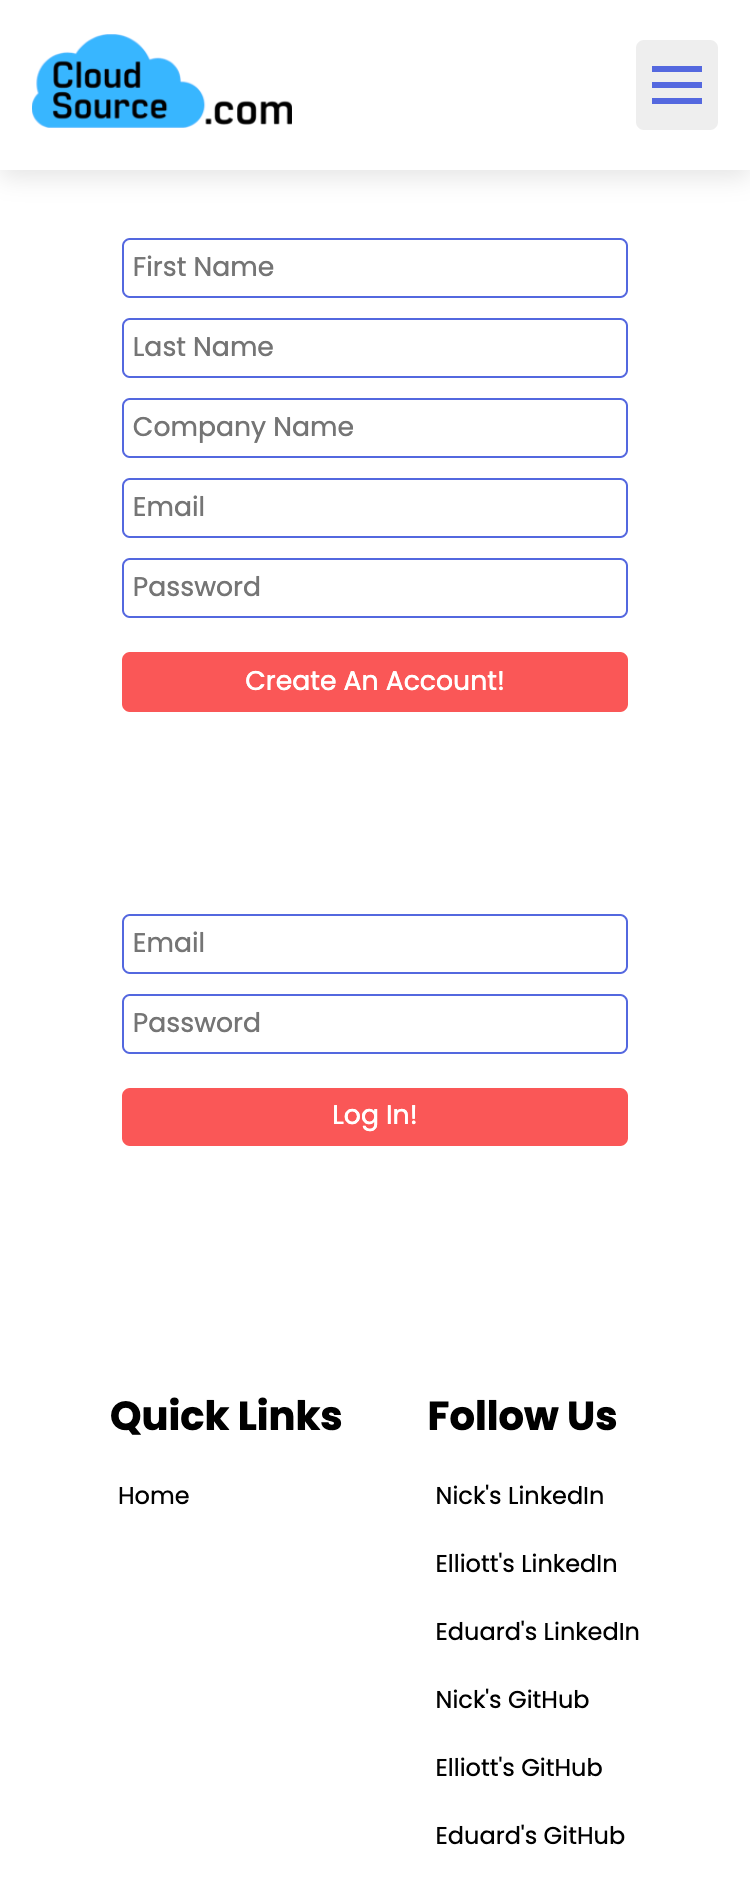 Cloud
Source.com
First Name
Last Name
Company Name
Email
Password
Create An Account!
Email
Password
Log In!
Quick Links
Home
Follow Us
Nick's LinkedIn
Elliott's LinkedIn
Eduard's LinkedIn
Nick's GitHub
Elliott's GitHub
Eduard's GitHub